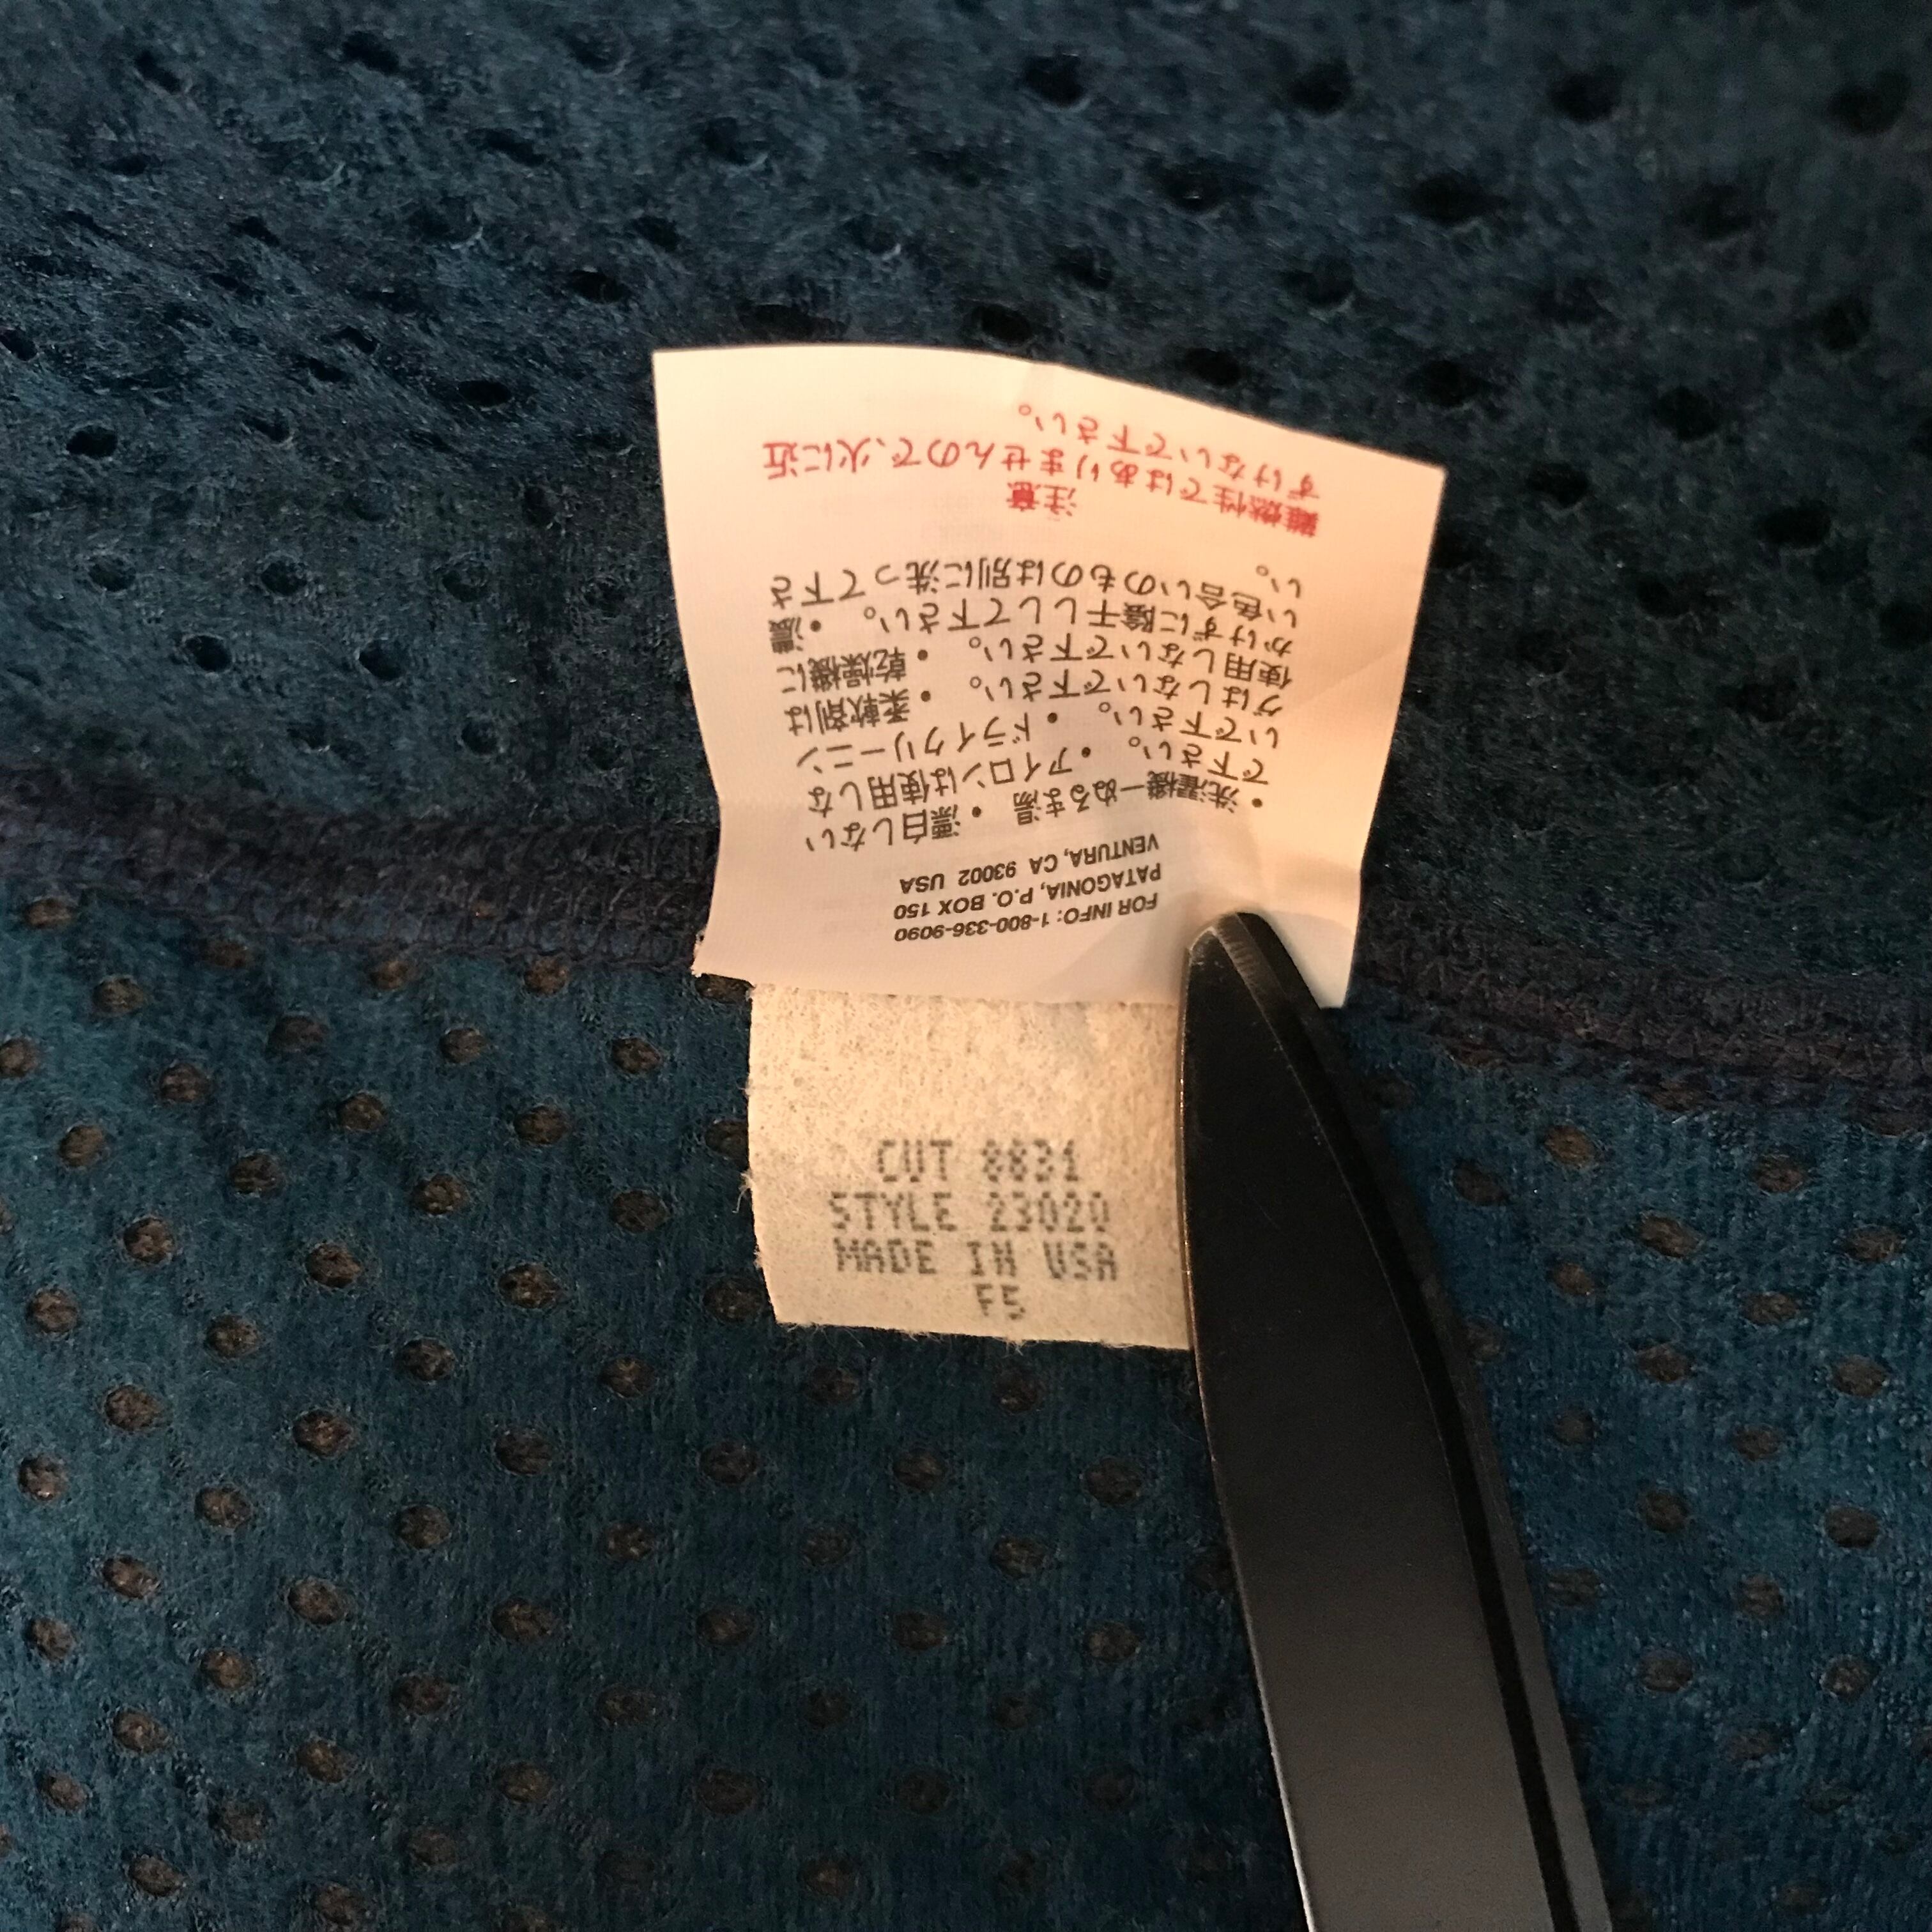 FOR INFO: 1-800-336-9090
PATAGONIA, P.O. BOX 150
VENTURA, CA 93002 USA
•洗濯機—ぬるま湯 •漂白しない
で下さい。 •アイロンは使用しな
いで下さい。 •ドライクリーニン
グはしないで下さい。 •柔軟剤は
使用しないで下さい。 •乾燥機に
かけずに陰干しして下さい。 •濃
い色合いのものは別に洗って下さ
い。
注意
難燃性ではありませんので、火に近
ずけないで下さい。
CUT 8831
STYLE 23020
MADE IN USA
F5